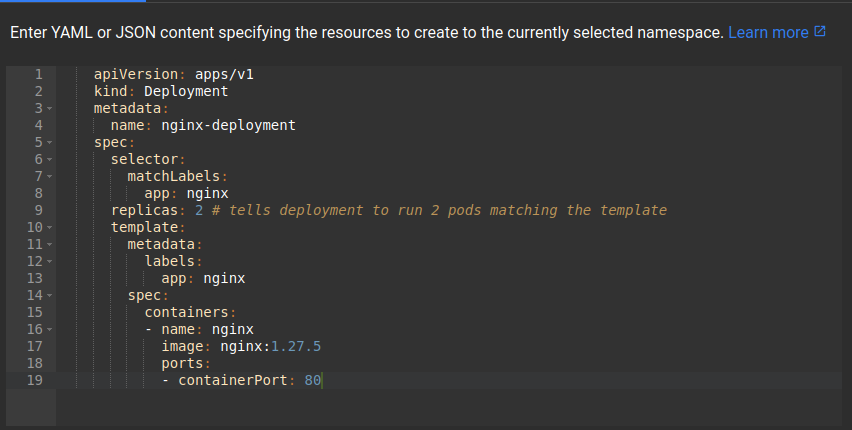 Enter YAML or JSON content specifying the resources to create to the currently selected namespace. Learn more
1 apiVersion: apps/v1
2 kind: Deployment
3 metadata:
4   name: nginx-deployment
5 spec:
6   selector:
7     matchLabels:
8       app: nginx
9   replicas: 2 # tells deployment to run 2 pods matching the template
10   template:
11     metadata:
12       labels:
13         app: nginx
14     spec:
15       containers:
16       - name: nginx
17         image: nginx:1.27.5
18         ports:
19         - containerPort: 80